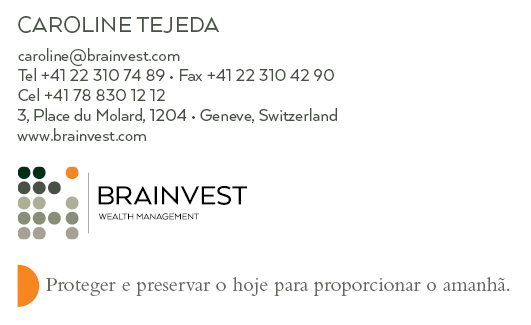 CAROLINE TEJEDA
caroline@brainvest.com
Tel +41 22 310 74 89 • Fax +41 22 310 42 90
Cel +41 78 830 12 12
3, Place du Molard, 1204 • Geneve, Switzerland
www.brainvest.com
BRAINVEST
WEALTH MANAGEMENT
Proteger e preservar o hoje para proporcionar o amanhã.